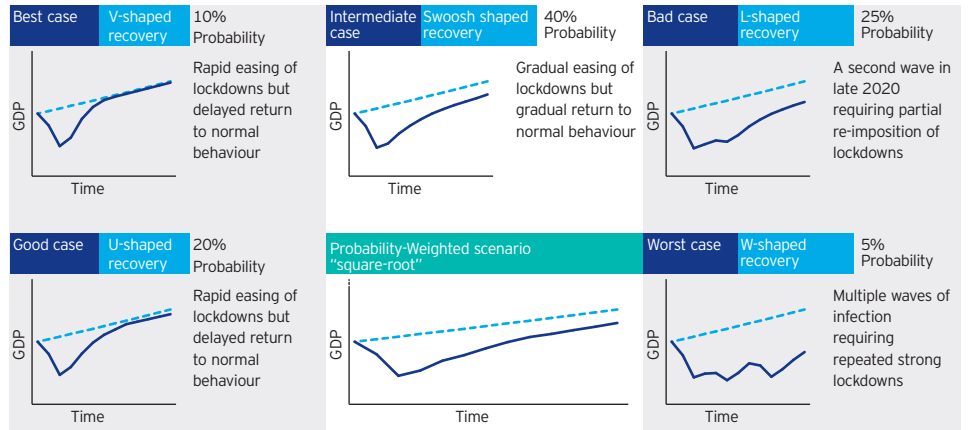 Best case
V-shaped
recovery
10%
Probability
Rapid easing of
lockdowns but
delayed return
to normal
behaviour
GDP
Time
Intermediate
case
Swoosh shaped
recovery
40%
Probability
Gradual easing of
lockdowns but
gradual return to
normal behaviour
GDP
Time
Bad case
L-shaped
recovery
25%
Probability
A second wave in
late 2020
requiring partial
re-imposition of
lockdowns
GDP
Time
Good case
U-shaped
recovery
20%
Probability
Rapid easing of
lockdowns but
delayed return
to normal
behaviour
GDP
Time
Probability-Weighted scenario
“square-root”
GDP
Time
Worst case
W-shaped
recovery
5%
Probability
Multiple waves of
infection
requiring
repeated strong
lockdowns
GDP
Time